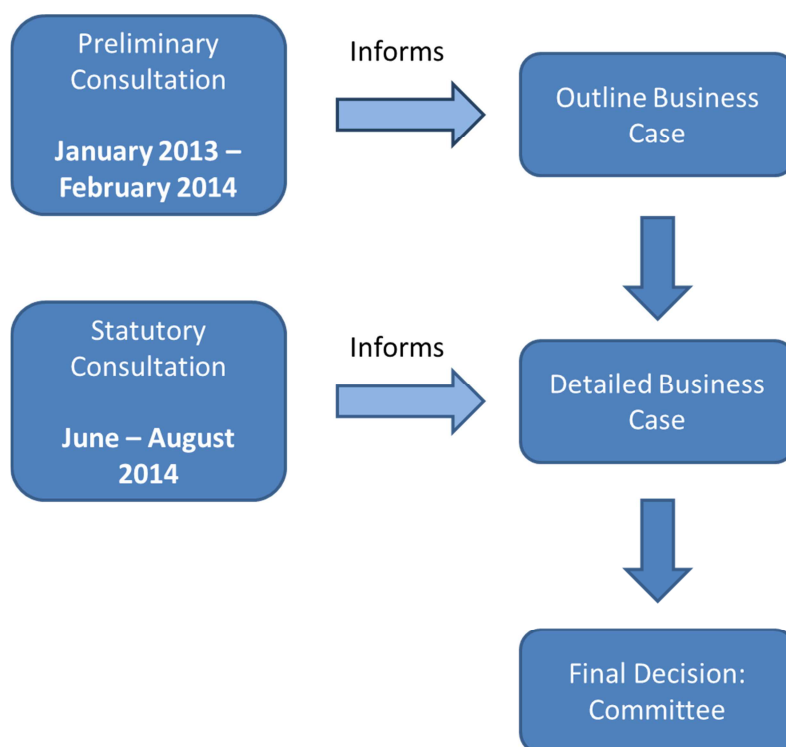 Preliminary
Consultation
January 2013 –
February 2014
Informs
Outline Business
Case
Statutory
Consultation
June – August
2014
Informs
Detailed Business
Case
Final Decision:
Committee